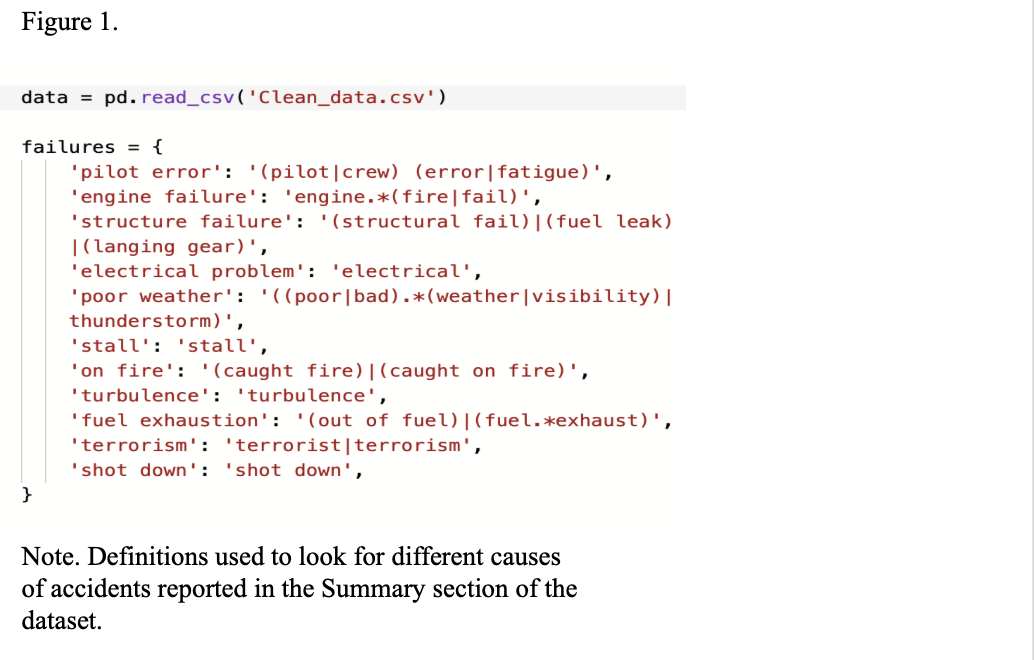 Figure 1.
data = pd.read_csv('Clean_data.csv')
failures = {
'pilot error': '(pilot|crew) (error|fatigue)',
'engine failure': 'engine.*(fire|fail)',
'structure failure': '(structural fail)|(fuel leak)
|(langing gear)',
'electrical problem': 'electrical',
'poor weather': '((poor|bad).*(weather|visibility)|
thunderstorm)',
'stall': 'stall',
'on fire': '(caught fire)|(caught on fire)',
'turbulence': 'turbulence',
'fuel exhaustion': '(out of fuel)|(fuel.*exhaust)',
'terrorism': 'terrorist|terrorism',
'shot down': 'shot down',
}
Note. Definitions used to look for different causes
of accidents reported in the Summary section of the
dataset.